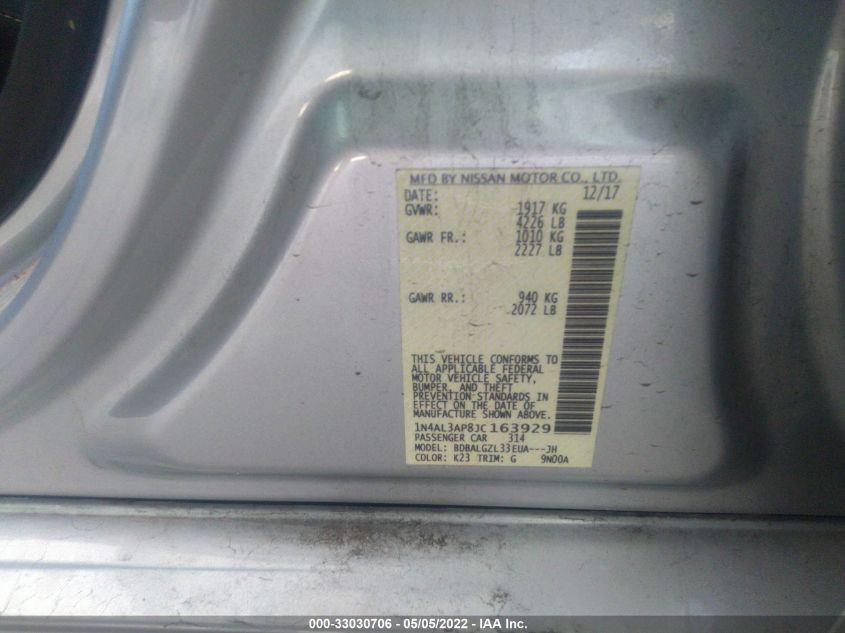 MFD BY NISSAN MOTOR CO., LTD.
DATE: 12/17
GVWR: 1917 KG
4226 LB
GAWR FR.: 1010 KG
2227 LB
GAWR RR.: 940 KG
2072 LB
THIS VEHICLE CONFORMS TO
ALL APPLICABLE FEDERAL
MOTOR VEHICLE SAFETY,
BUMPER, AND THEFT
PREVENTION STANDARDS IN
EFFECT ON THE DATE OF
MANUFACTURE SHOWN ABOVE.
1N4AL3AP8JC163929
PASSENGER CAR 314
MODEL: BDBALGZL33EUA---JH
COLOR: K23 TRIM: G 9N00A
000-33030706 - 05/05/2022 - IAA Inc.